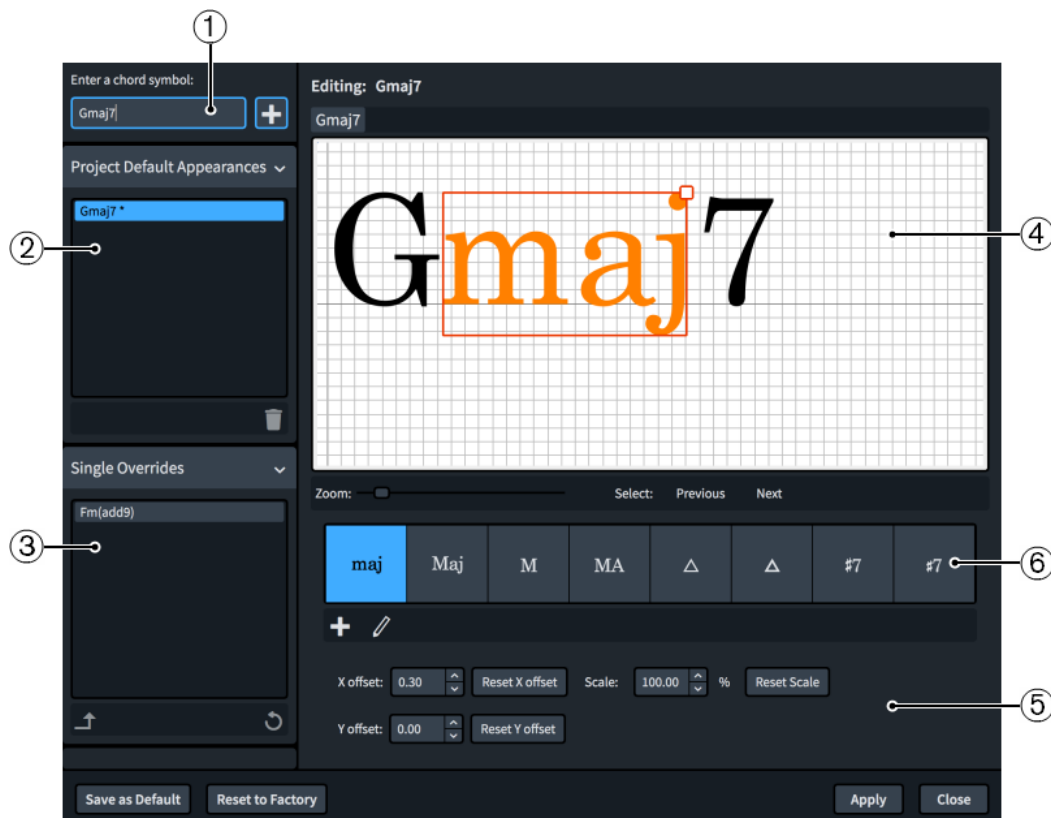 ①
Enter a chord symbol:
Gmaj7
Project Default Appearances
Gmaj7 *
②
Single Overrides
Fm(add9)
③
Editing: Gmaj7
Gmaj7
Gmaj7
④
Zoom:
Select: Previous Next
maj Maj M MA △ △ ♯7 ♯7
⑥
X offset: 0.30 Reset X offset Scale: 100.00 % Reset Scale
⑤
Y offset: 0.00 Reset Y offset
Save as Default Reset to Factory Apply Close